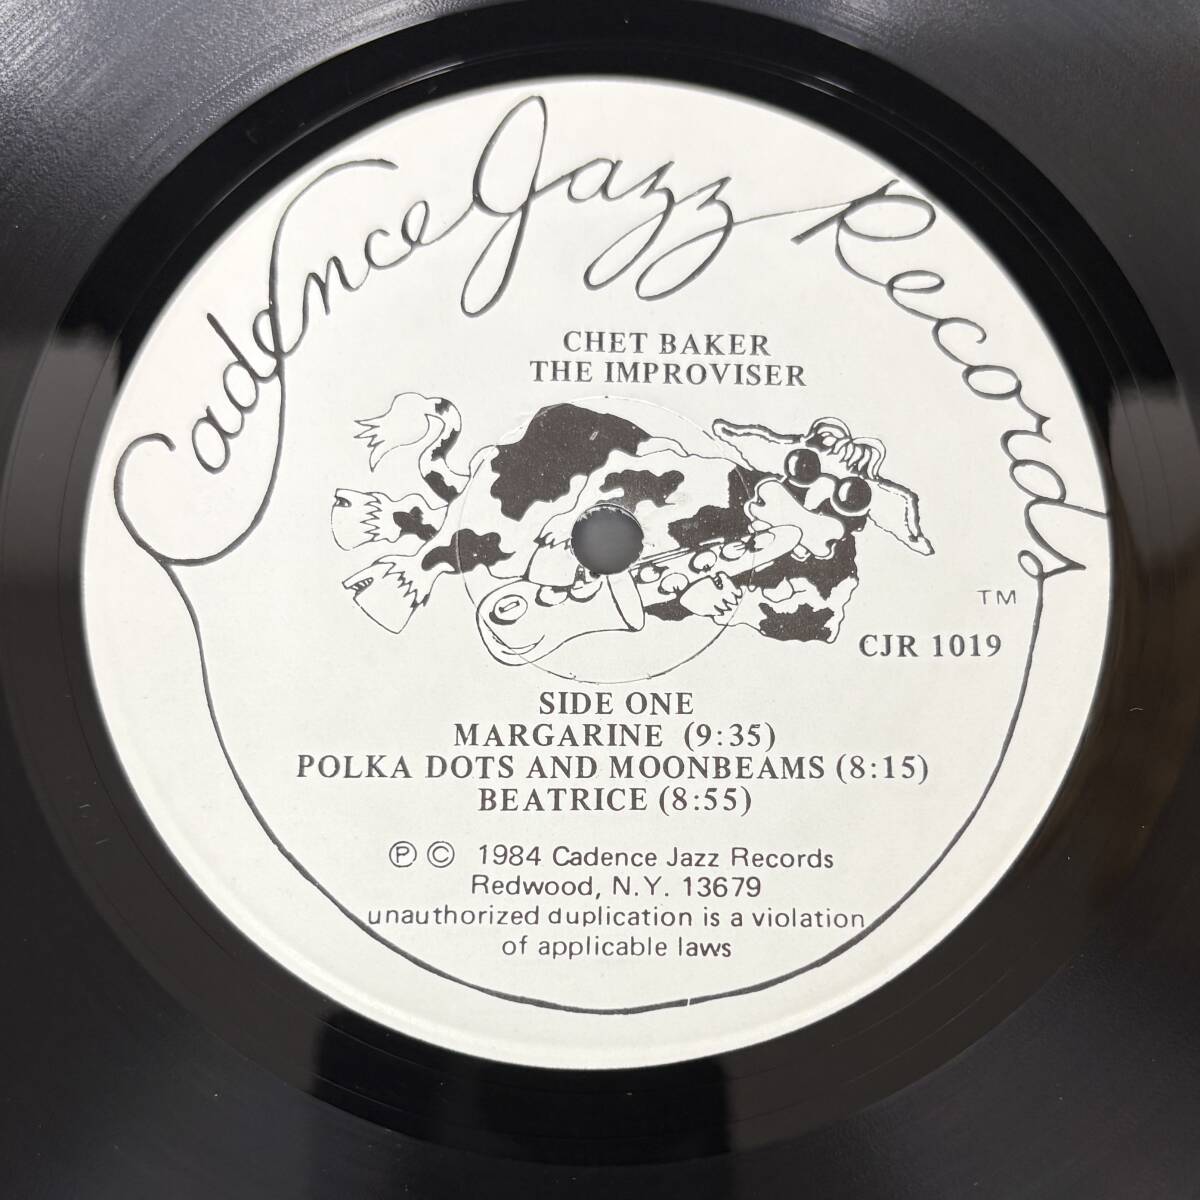 Cadence Jazz Records
CHET BAKER
THE IMPROVISER
TM
CJR 1019
SIDE ONE
MARGARINE (9:35)
POLKA DOTS AND MOONBEAMS (8:15)
BEATRICE (8:55)
Ⓟ © 1984 Cadence Jazz Records
Redwood, N.Y. 13679
unauthorized duplication is a violation
of applicable laws